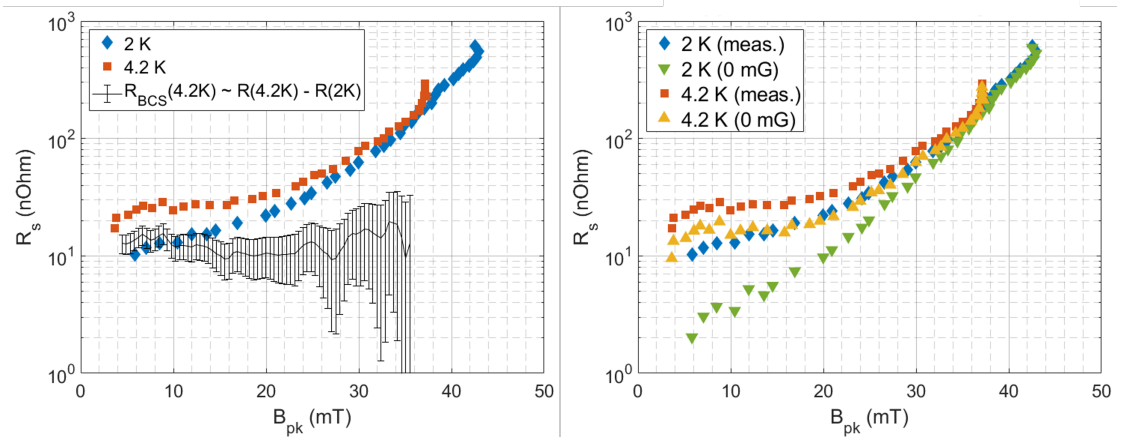 10³
10²
10¹
10⁰
R_s (nOhm)
2 K
4.2 K
R_BCS(4.2K) ~ R(4.2K) - R(2K)
0 10 20 30 40 50
B_pk (mT)
10³
10²
10¹
10⁰
R_s (nOhm)
2 K (meas.)
2 K (0 mG)
4.2 K (meas.)
4.2 K (0 mG)
0 10 20 30 40 50
B_pk (mT)